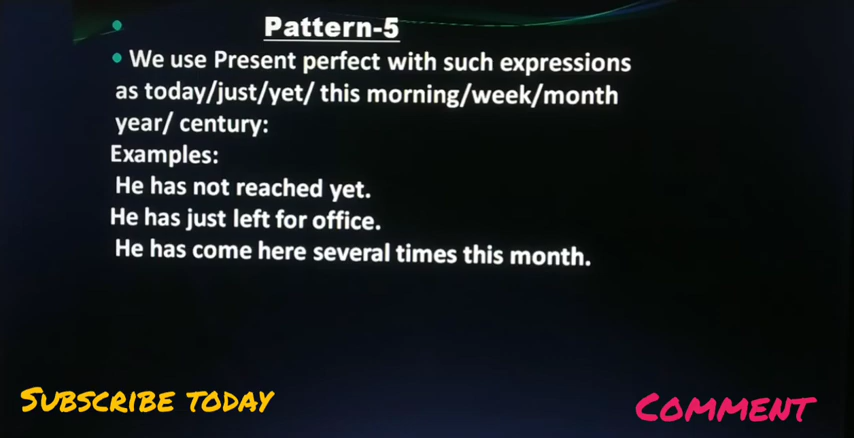 Pattern-5
• We use Present perfect with such expressions
as today/just/yet/ this morning/week/month
year/ century:
Examples:
He has not reached yet.
He has just left for office.
He has come here several times this month.
SUBSCRIBE TODAY
COMMENT